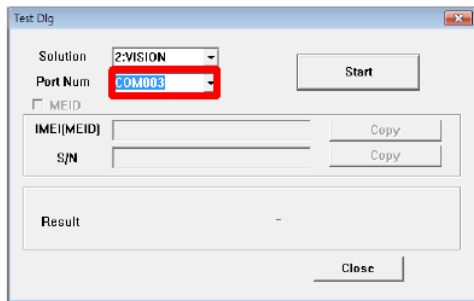 Test Dlg
Solution 2:VISION
Start
Port Num COM003
MEID
IMEI(MEID) Copy
S/N Copy
Result -
Close